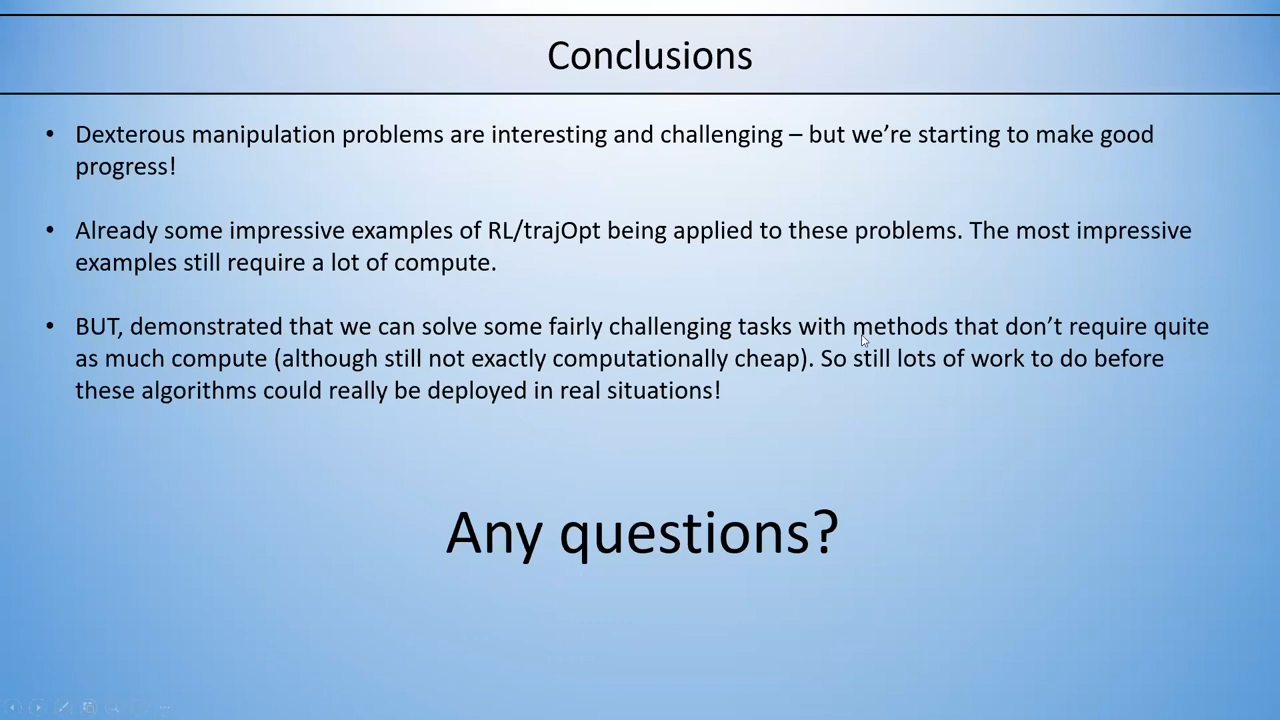 Conclusions
• Dexterous manipulation problems are interesting and challenging – but we’re starting to make good
progress!
• Already some impressive examples of RL/trajOpt being applied to these problems. The most impressive
examples still require a lot of compute.
• BUT, demonstrated that we can solve some fairly challenging tasks with methods that don’t require quite
as much compute (although still not exactly computationally cheap). So still lots of work to do before
these algorithms could really be deployed in real situations!
Any questions?